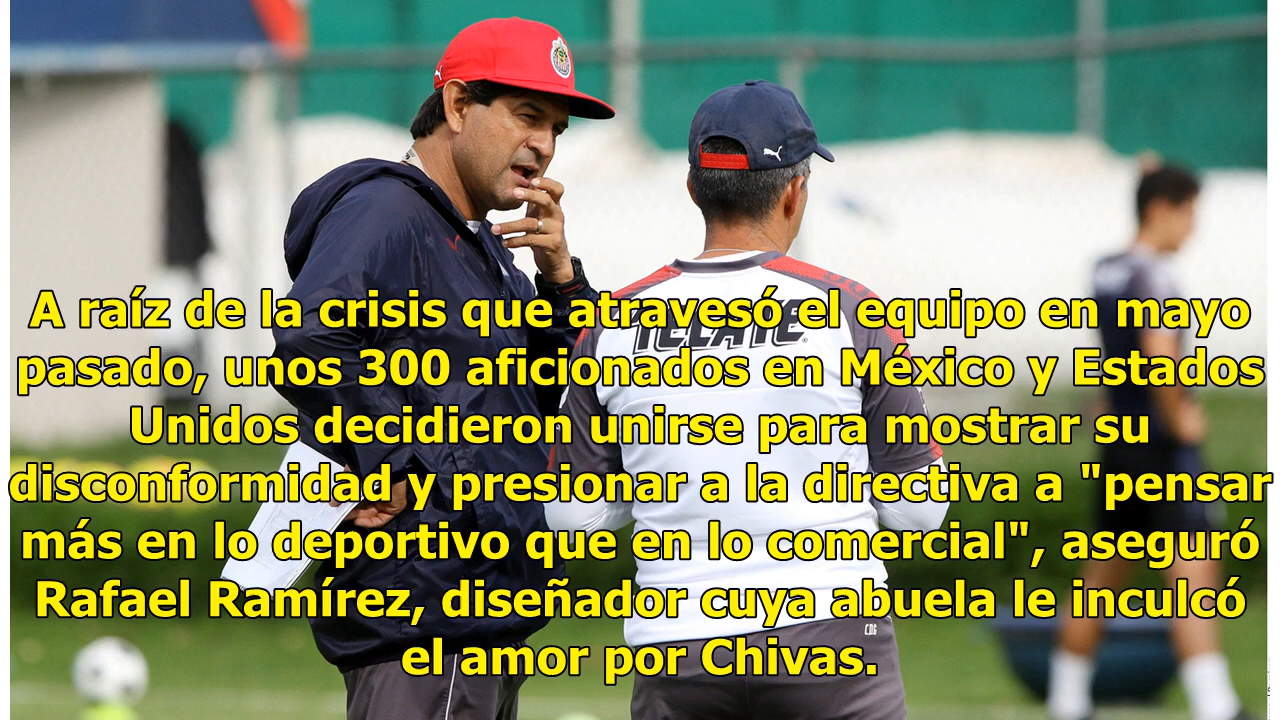 TECATE
A raíz de la crisis que atravesó el equipo en mayo
pasado, unos 300 aficionados en México y Estados
Unidos decidieron unirse para mostrar su
disconformidad y presionar a la directiva a "pensar
más en lo deportivo que en lo comercial", aseguró
Rafael Ramírez, diseñador cuya abuela le inculcó
el amor por Chivas.